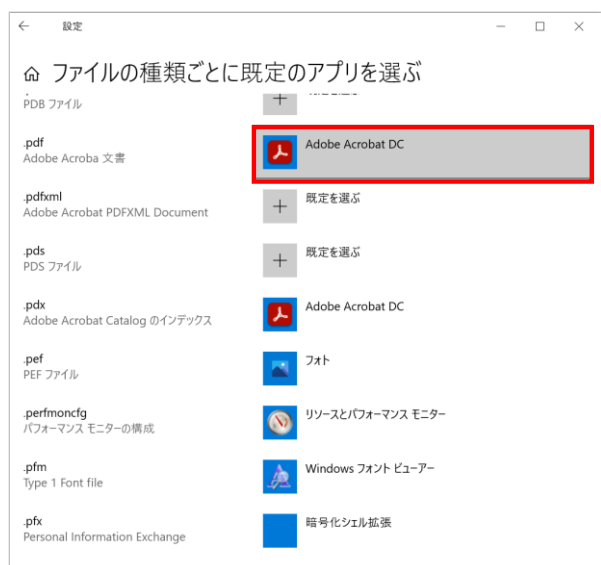 設定
ファイルの種類ごとに既定のアプリを選ぶ
PDB ファイル
.pdf
Adobe Acroba 文書
Adobe Acrobat DC
.pdfxml
Adobe Acrobat PDFXML Document
既定を選ぶ
.pds
PDS ファイル
既定を選ぶ
.pdx
Adobe Acrobat Catalog のインデックス
Adobe Acrobat DC
.pef
PEF ファイル
フォト
.perfmoncfg
パフォーマンス モニターの構成
リソースとパフォーマンス モニター
.pfm
Type 1 Font file
Windows フォント ビューアー
.pfx
Personal Information Exchange
暗号化シェル拡張